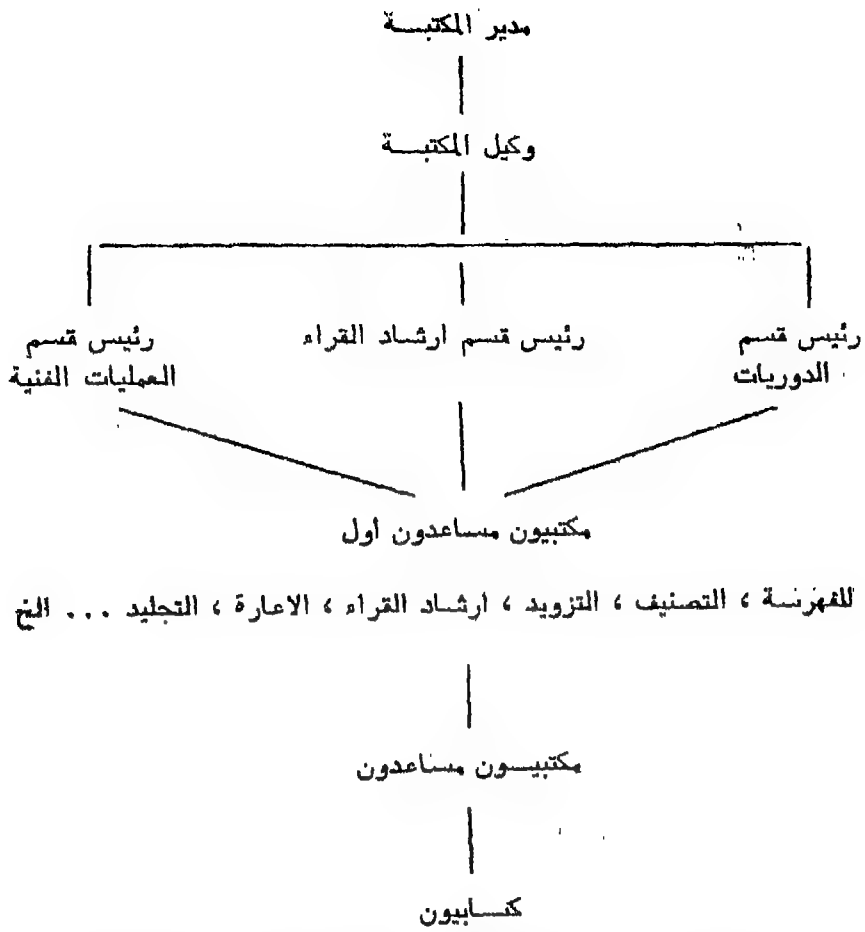 مدير المكتبة
وكيل المكتبة
رئيس قسم الدوريات
رئيس قسم ارشاد القراء
رئيس قسم العمليات الفنية
مكتبيون مساعدون أول
للفهرسة ، التصنيف ، التزويد ، ارشاد القراء ، الاعارة ، التجليد ... الخ
مكتبيون مساعدون
كتابيون